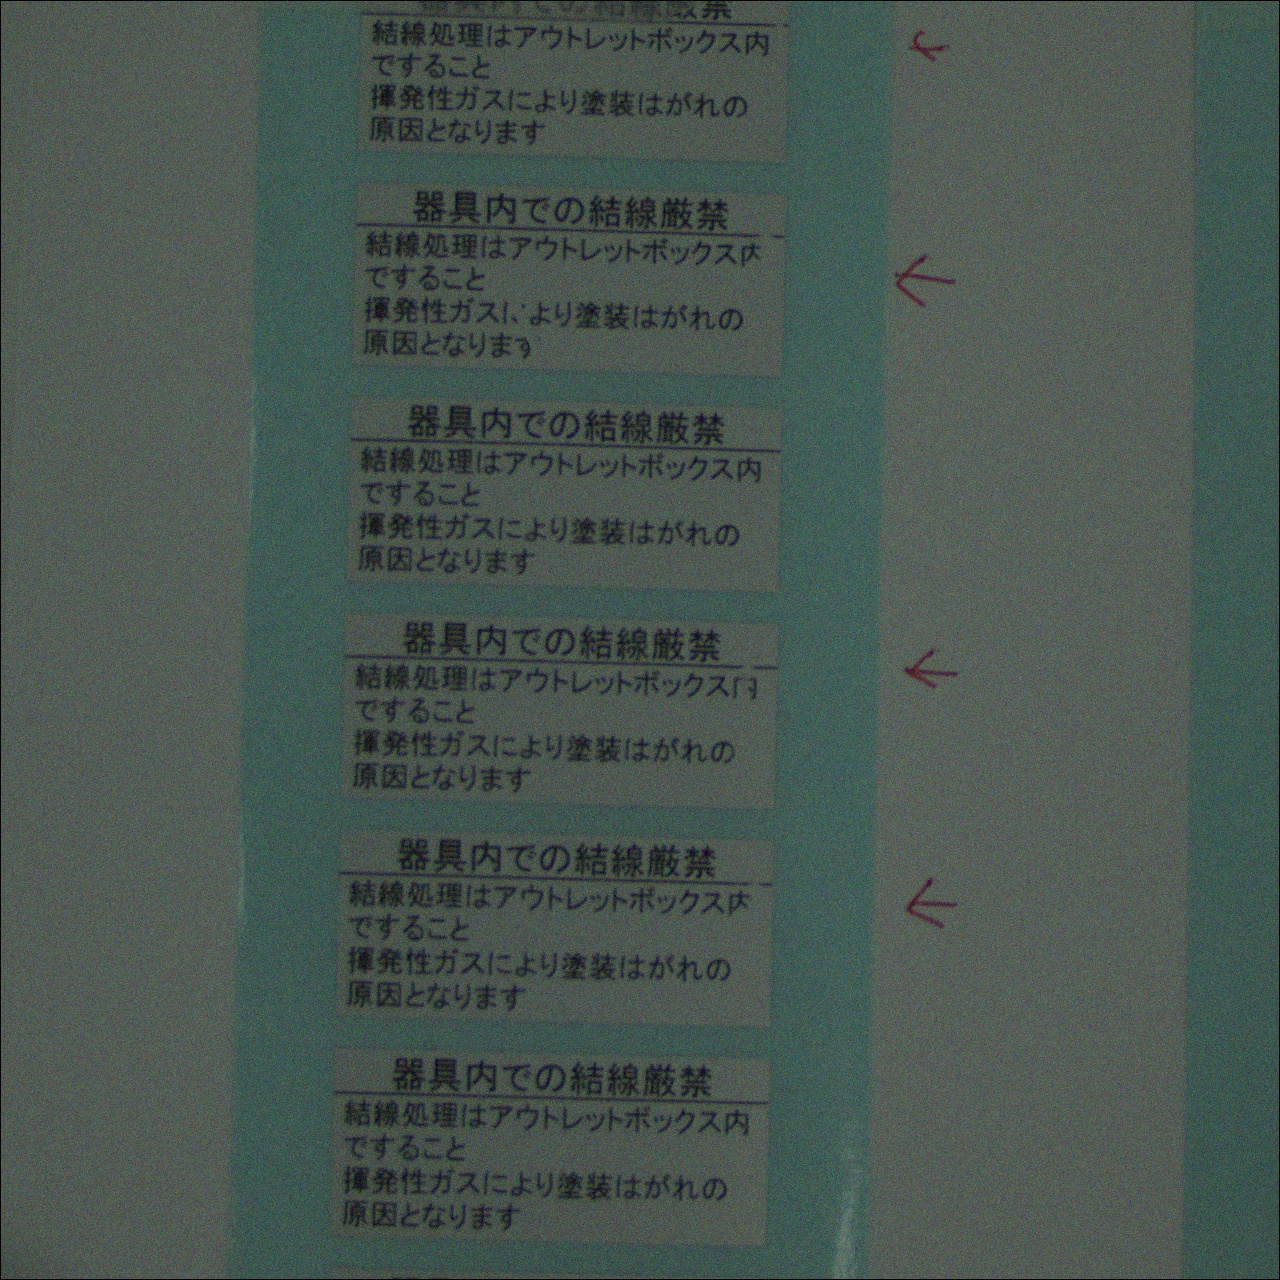 器具内での結線厳禁
結線処理はアウトレットボックス内
ですること
揮発性ガスにより塗装はがれの
原因となります
器具内での結線厳禁
結線処理はアウトレットボックス内
ですること
揮発性ガスにより塗装はがれの
原因となります
器具内での結線厳禁
結線処理はアウトレットボックス内
ですること
揮発性ガスにより塗装はがれの
原因となります
器具内での結線厳禁
結線処理はアウトレットボックス内
ですること
揮発性ガスにより塗装はがれの
原因となります
器具内での結線厳禁
結線処理はアウトレットボックス内
ですること
揮発性ガスにより塗装はがれの
原因となります
器具内での結線厳禁
結線処理はアウトレットボックス内
ですること
揮発性ガスにより塗装はがれの
原因となります